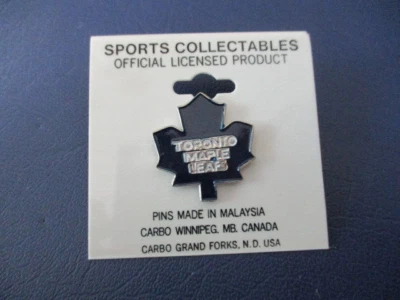 SPORTS COLLECTABLES
OFFICIAL LICENSED PRODUCT
TORONTO
MAPLE
LEAFS
PINS MADE IN MALAYSIA
CARBO WINNIPEG, MB. CANADA
CARBO GRAND FORKS, N.D. USA